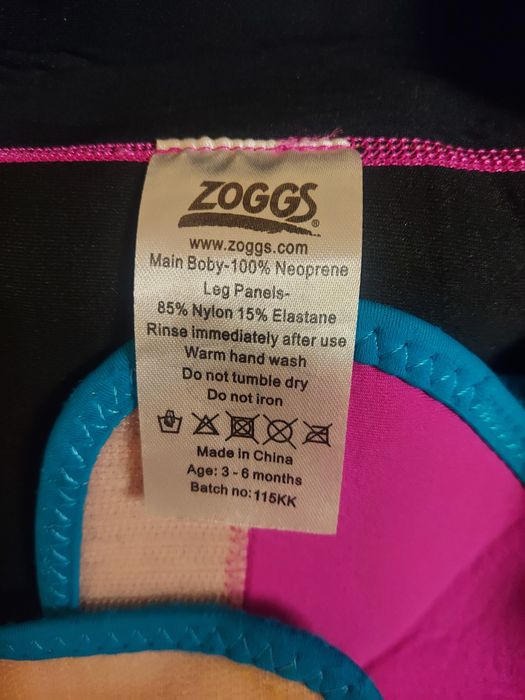 ZOGGS®
www.zoggs.com
Main Boby-100% Neoprene
Leg Panels-
85% Nylon 15% Elastane
Rinse immediately after use
Warm hand wash
Do not tumble dry
Do not iron
Made in China
Age: 3 - 6 months
Batch no: 115KK